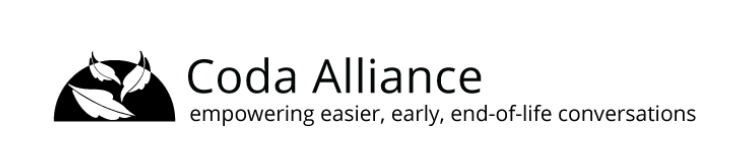 Coda Alliance
empowering easier, early, end-of-life conversations